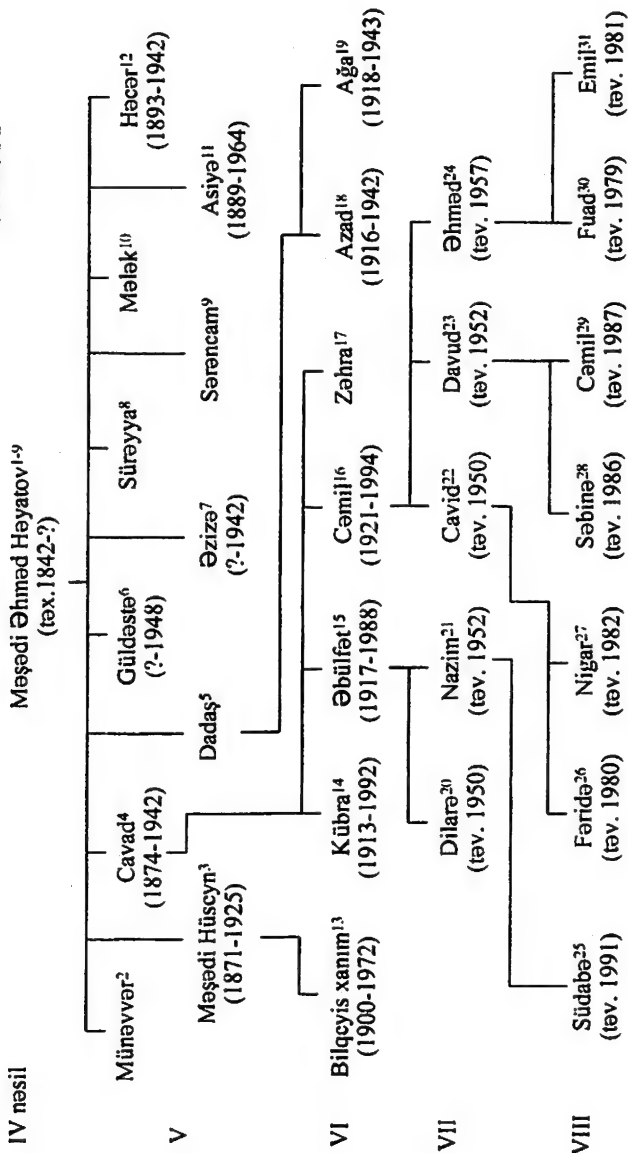 IV nəsil
Məşədi Əhməd Həyatov¹⁻⁹
(təx.1842-?)
Münəvvər²
Cavad⁴
(1874-1942)
Güldəstə⁶
(?-1948)
Sürəyya⁸
Mələk¹⁰
Həcər¹²
(1893-1942)
V
Məşədi Hüseyn³
(1871-1925)
Dadaş⁵
Əzizə⁷
(?-1942)
Sərəncam⁹
Asiyə¹¹
(1889-1964)
VI
Bilqeyis xanım¹³
(1900-1972)
Kübra¹⁴
(1913-1992)
Əbülfət¹⁵
(1917-1988)
Cəmil¹⁶
(1921-1994)
Zəhra¹⁷
Azad¹⁸
(1916-1942)
Ağa¹⁹
(1918-1943)
VII
Dilarə²⁰
(təv. 1950)
Nazim²¹
(təv. 1952)
Cavid²²
(təv. 1950)
Davud²³
(təv. 1952)
Əhməd²⁴
(təv. 1957)
VIII
Südabə²⁵
(təv. 1991)
Fəridə²⁶
(təv. 1980)
Nigar²⁷
(təv. 1982)
Səbinə²⁸
(təv. 1986)
Cəmil²⁹
(təv. 1987)
Fuad³⁰
(təv. 1979)
Emil³¹
(təv. 1981)